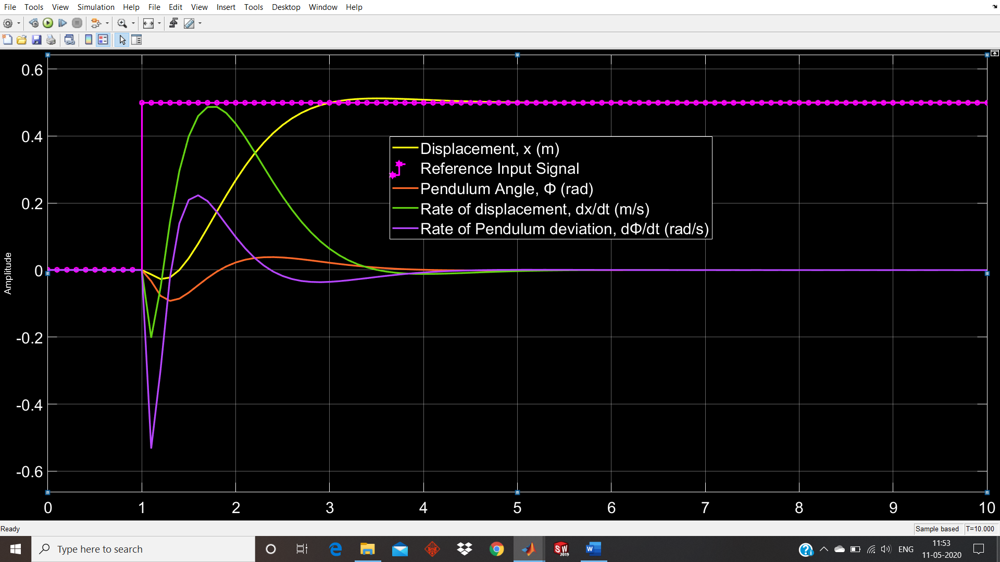 File Tools View Simulation Help File Edit View Insert Tools Desktop Window Help
0.6
0.4
0.2
0
-0.2
-0.4
-0.6
Amplitude
Displacement, x (m)
Reference Input Signal
Pendulum Angle, Φ (rad)
Rate of displacement, dx/dt (m/s)
Rate of Pendulum deviation, dΦ/dt (rad/s)
0 1 2 3 4 5 6 7 8 9 10
Ready
Sample based T=10.000
Type here to search
SW
2019
W
ENG
11:53
11-05-2020